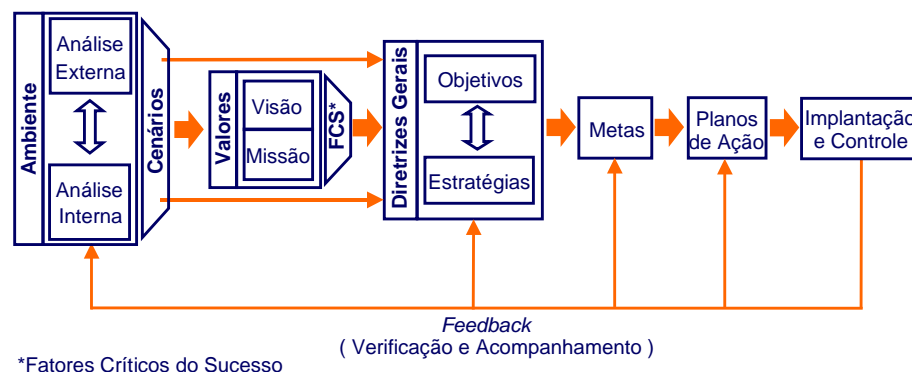 Ambiente
Análise
Externa
Análise
Interna
Cenários
Valores
Visão
Missão
FCS*
Diretrizes Gerais
Objetivos
Estratégias
Metas
Planos
de Ação
Implantação
e Controle
Feedback
( Verificação e Acompanhamento )
*Fatores Críticos do Sucesso